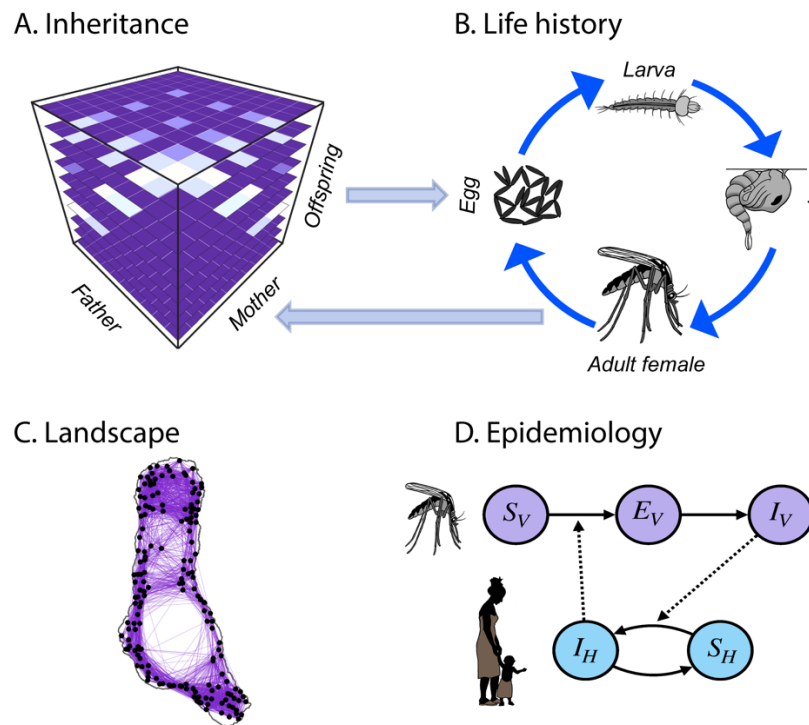 A. Inheritance
B. Life history
Larva
Offspring
Egg
Father
Mother
Adult female
C. Landscape
D. Epidemiology
S_V
E_V
I_V
I_H
S_H